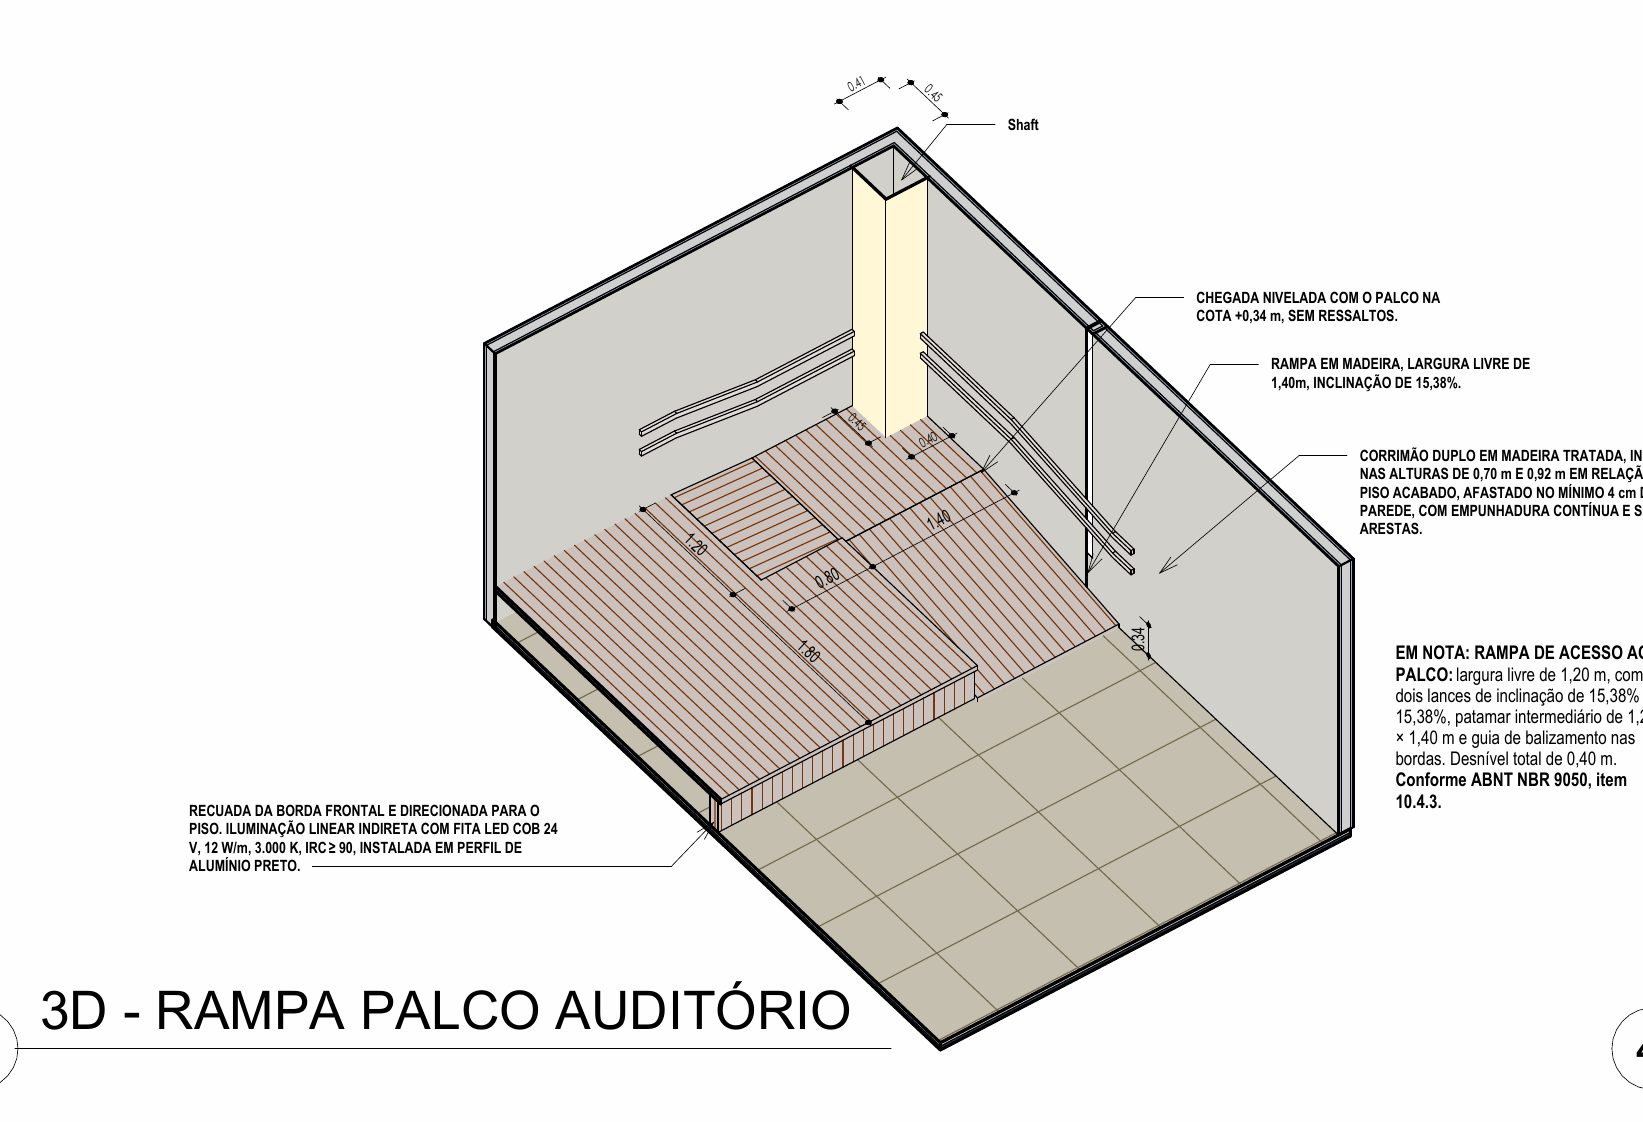 0.41
0.45
Shaft
CHEGADA NIVELADA COM O PALCO NA
COTA +0,34 m, SEM RESSALTOS.
RAMPA EM MADEIRA, LARGURA LIVRE DE
1,40m, INCLINAÇÃO DE 15,38%.
0.45
0.40
CORRIMÃO DUPLO EM MADEIRA TRATADA, IN
NAS ALTURAS DE 0,70 m E 0,92 m EM RELAÇÃ
PISO ACABADO, AFASTADO NO MÍNIMO 4 cm D
PAREDE, COM EMPUNHADURA CONTÍNUA E S
ARESTAS.
1.40
1.20
0.80
1.80
0.34
EM NOTA: RAMPA DE ACESSO AO
PALCO: largura livre de 1,20 m, com
dois lances de inclinação de 15,38%
15,38%, patamar intermediário de 1,2
× 1,40 m e guia de balizamento nas
bordas. Desnível total de 0,40 m.
Conforme ABNT NBR 9050, item
10.4.3.
RECUADA DA BORDA FRONTAL E DIRECIONADA PARA O
PISO. ILUMINAÇÃO LINEAR INDIRETA COM FITA LED COB 24
V, 12 W/m, 3.000 K, IRC ≥ 90, INSTALADA EM PERFIL DE
ALUMÍNIO PRETO.
3D - RAMPA PALCO AUDITÓRIO